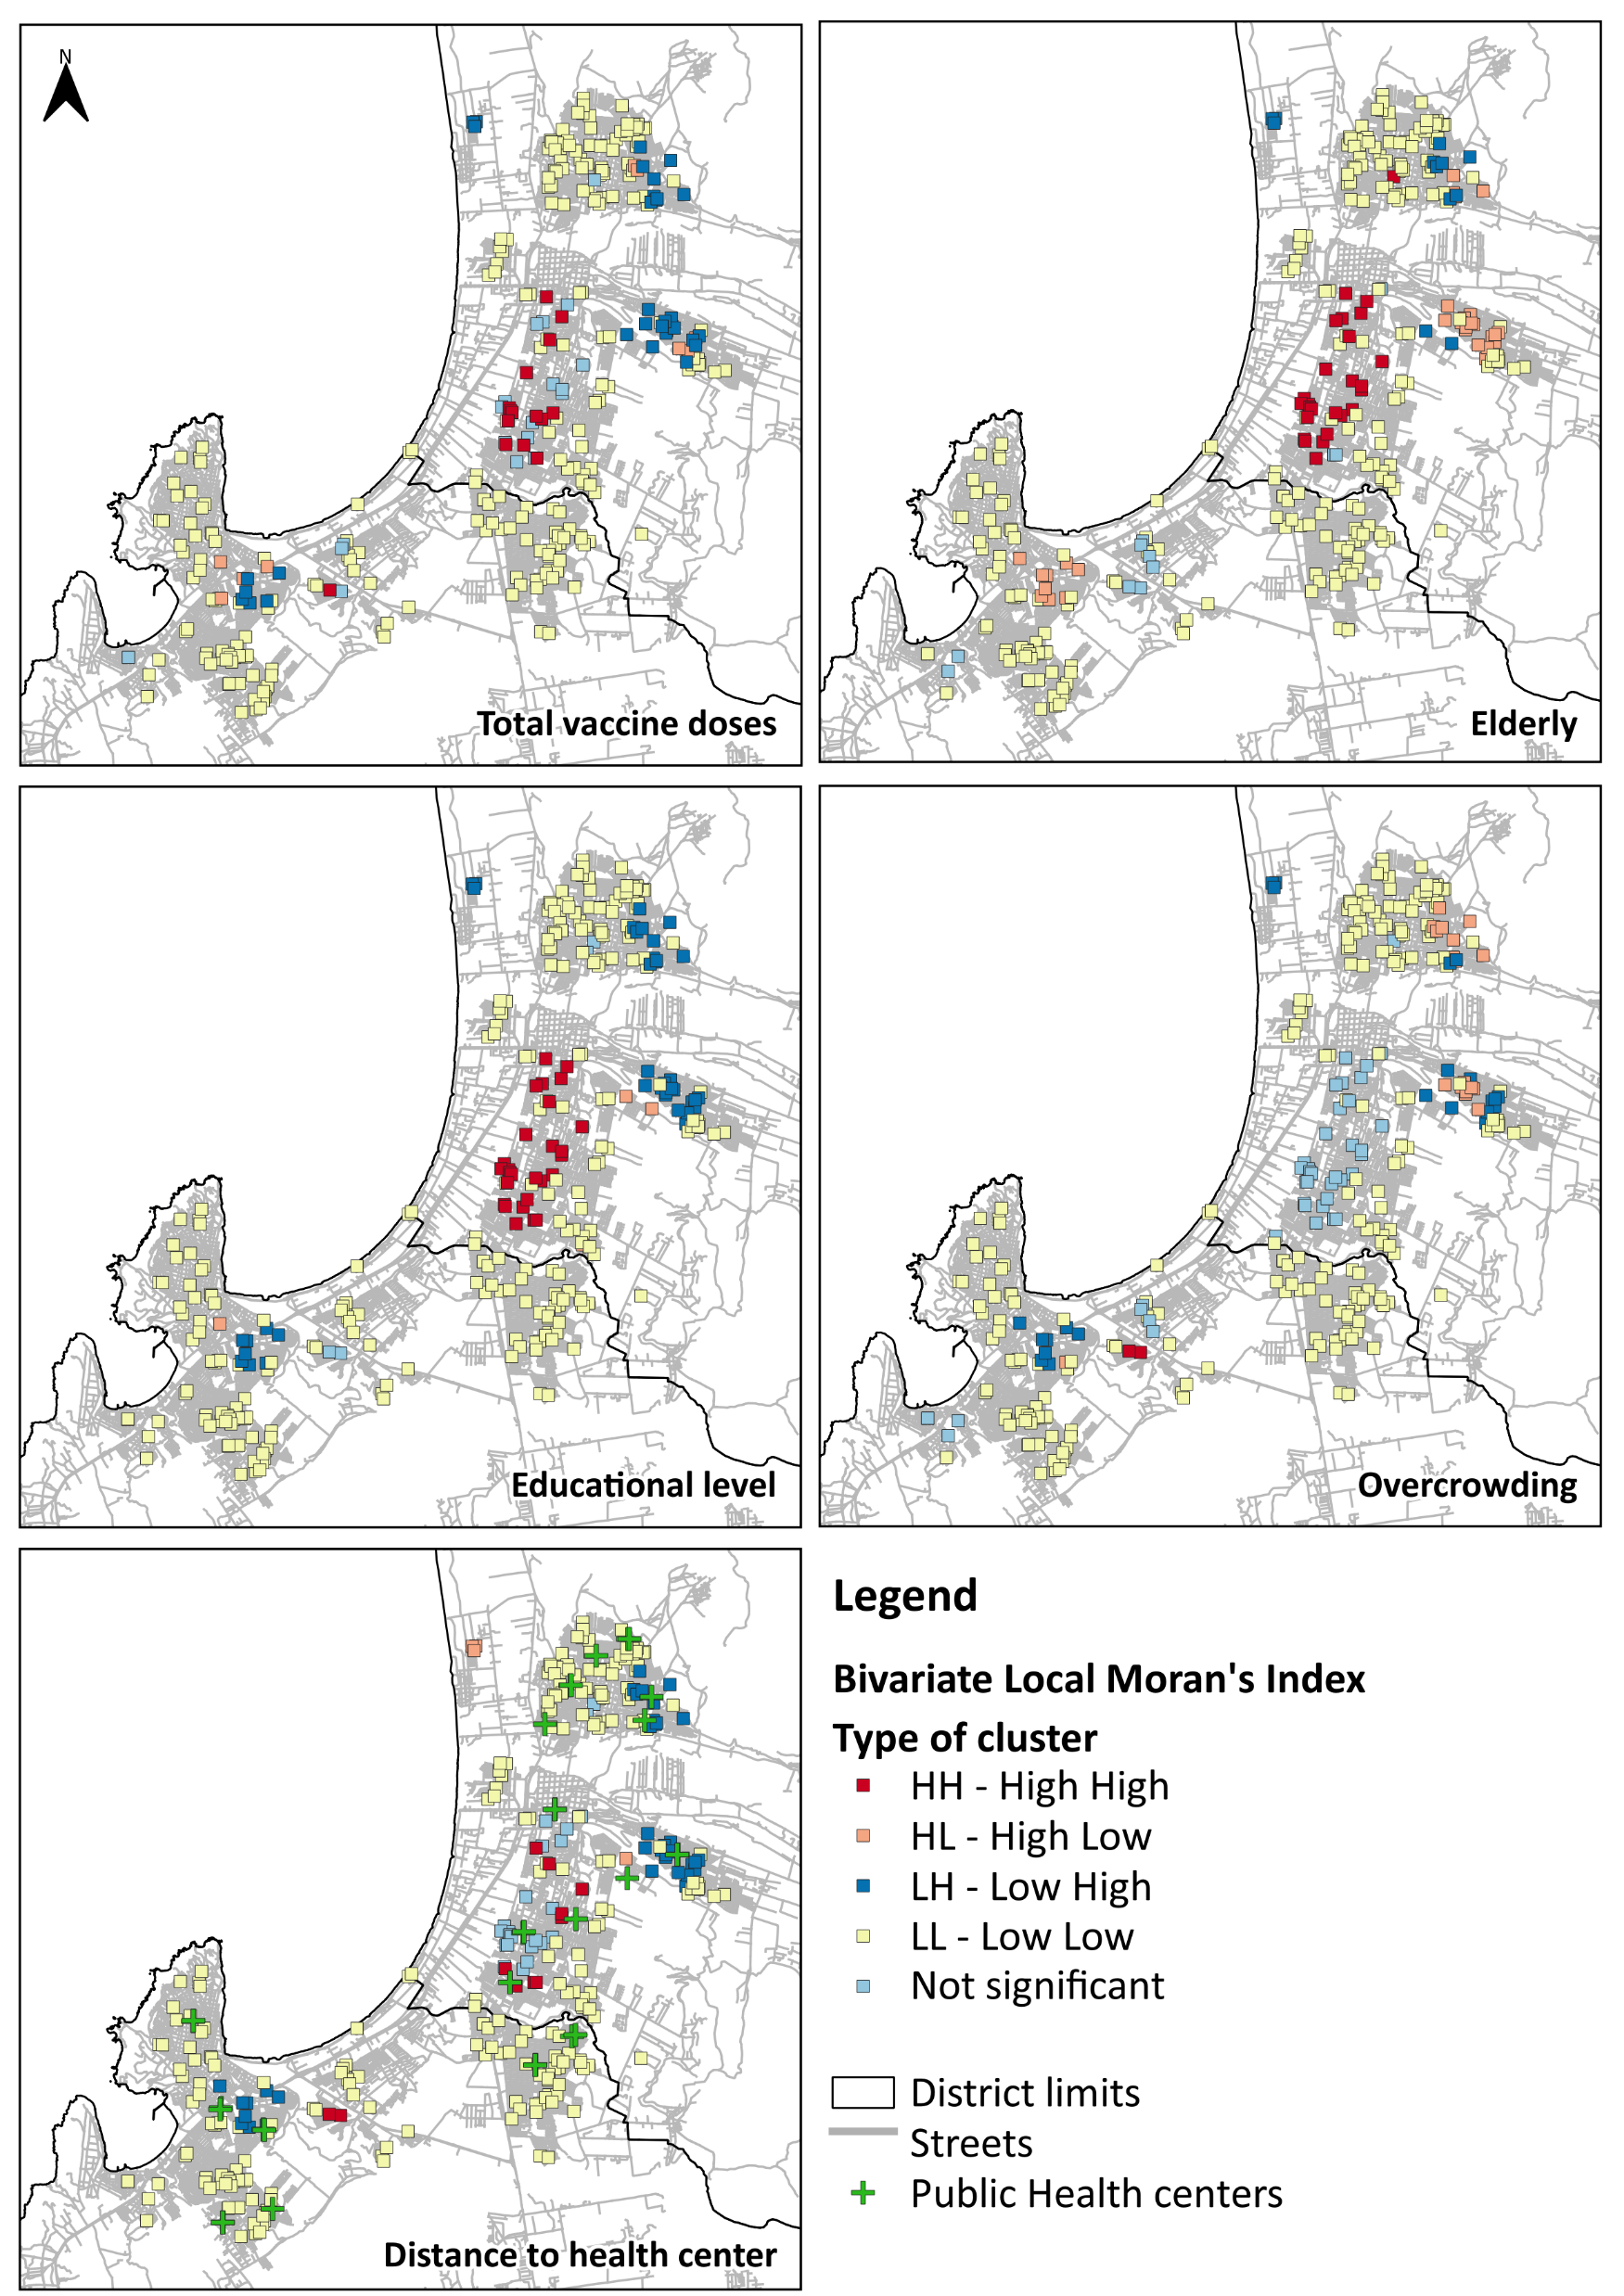 N
Total vaccine doses
Elderly
Educational level
Overcrowding
Distance to health center
Legend
Bivariate Local Moran's Index
Type of cluster
HH - High High
HL - High Low
LH - Low High
LL - Low Low
Not significant
District limits
Streets
Public Health centers